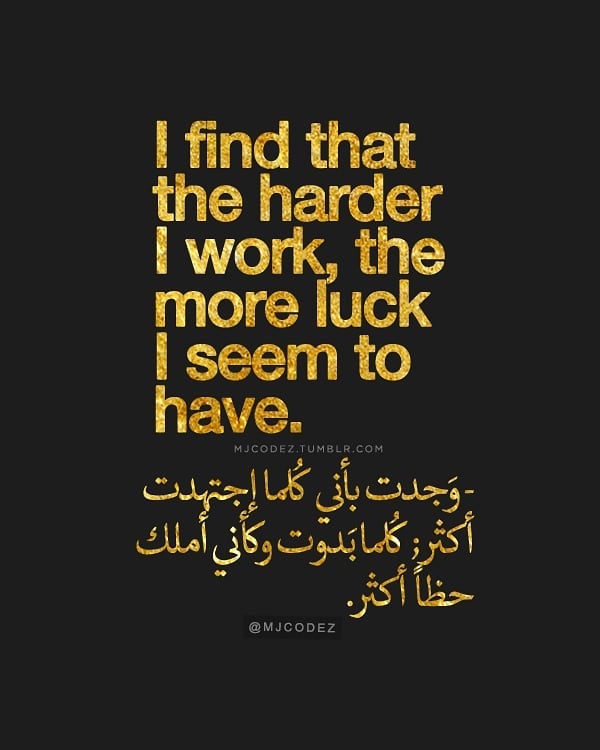 I find that
the harder
I work, the
more luck
I seem to
have.
MJCODEZ.TUMBLR.COM
-وَجدت بأني كُلما إجتهدت
أكثر; كُلما بَدوت وكأني أملك
حظاً أكثر.
@MJCODEZ